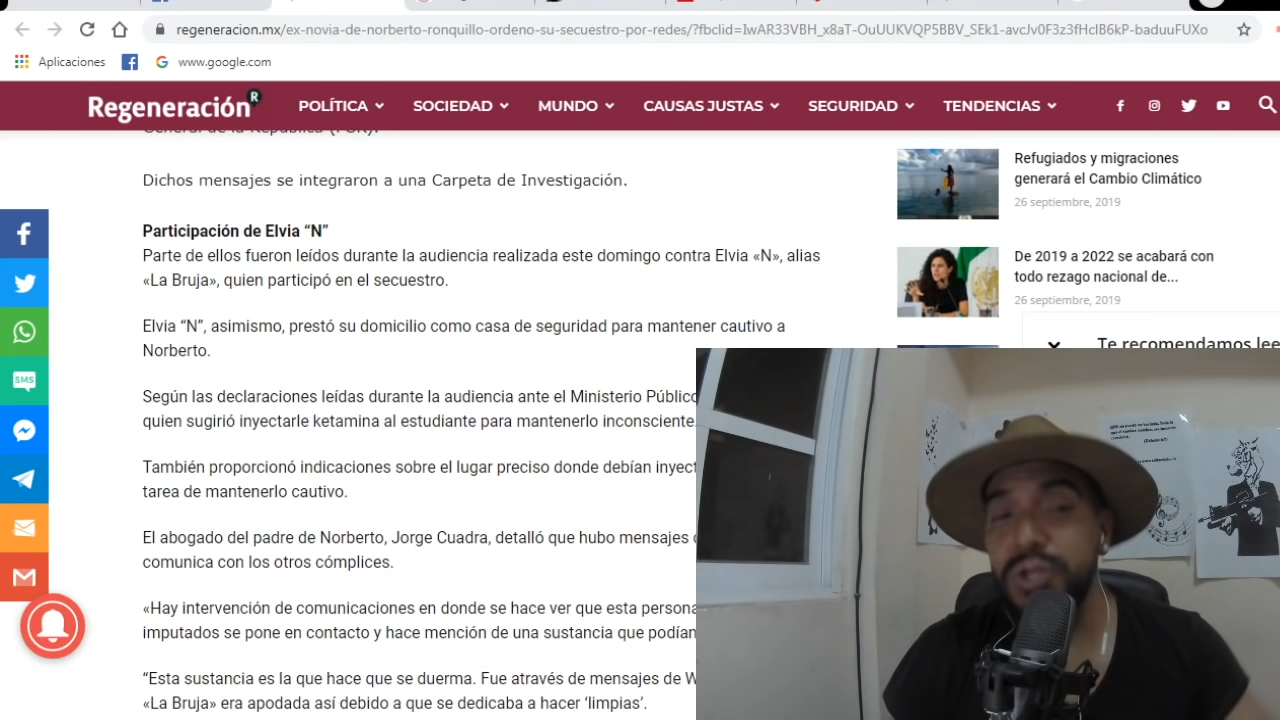 regeneracion.mx/ex-novia-de-norberto-ronquillo-ordeno-su-secuestro-por-redes/?fbclid=IwAR33VBH_x8aT-OuUUKVQP5BBV_SEk1-avcJv0F3z3fHclB6kP-baduuFUXo
Aplicaciones www.google.com
Regeneración R POLÍTICA SOCIEDAD MUNDO CAUSAS JUSTAS SEGURIDAD TENDENCIAS
General de la República
Dichos mensajes se integraron a una Carpeta de Investigación.
Participación de Elvia “N”
Parte de ellos fueron leídos durante la audiencia realizada este domingo contra Elvia «N», alias
«La Bruja», quien participó en el secuestro.
Elvia “N”, asimismo, prestó su domicilio como casa de seguridad para mantener cautivo a
Norberto.
Según las declaraciones leídas durante la audiencia ante el Ministerio Público
quien sugirió inyectarle ketamina al estudiante para mantenerlo inconsciente.
También proporcionó indicaciones sobre el lugar preciso donde debían inyect
tarea de mantenerlo cautivo.
El abogado del padre de Norberto, Jorge Cuadra, detalló que hubo mensajes
comunica con los otros cómplices.
«Hay intervención de comunicaciones en donde se hace ver que esta persona
imputados se pone en contacto y hace mención de una sustancia que podían
“Esta sustancia es la que hace que se duerma. Fue através de mensajes de W
«La Bruja» era apodada así debido a que se dedicaba a hacer ‘limpias’.
SMS
Refugiados y migraciones
generará el Cambio Climático
26 septiembre, 2019
De 2019 a 2022 se acabará con
todo rezago nacional de...
26 septiembre, 2019
Te recomendamos lee